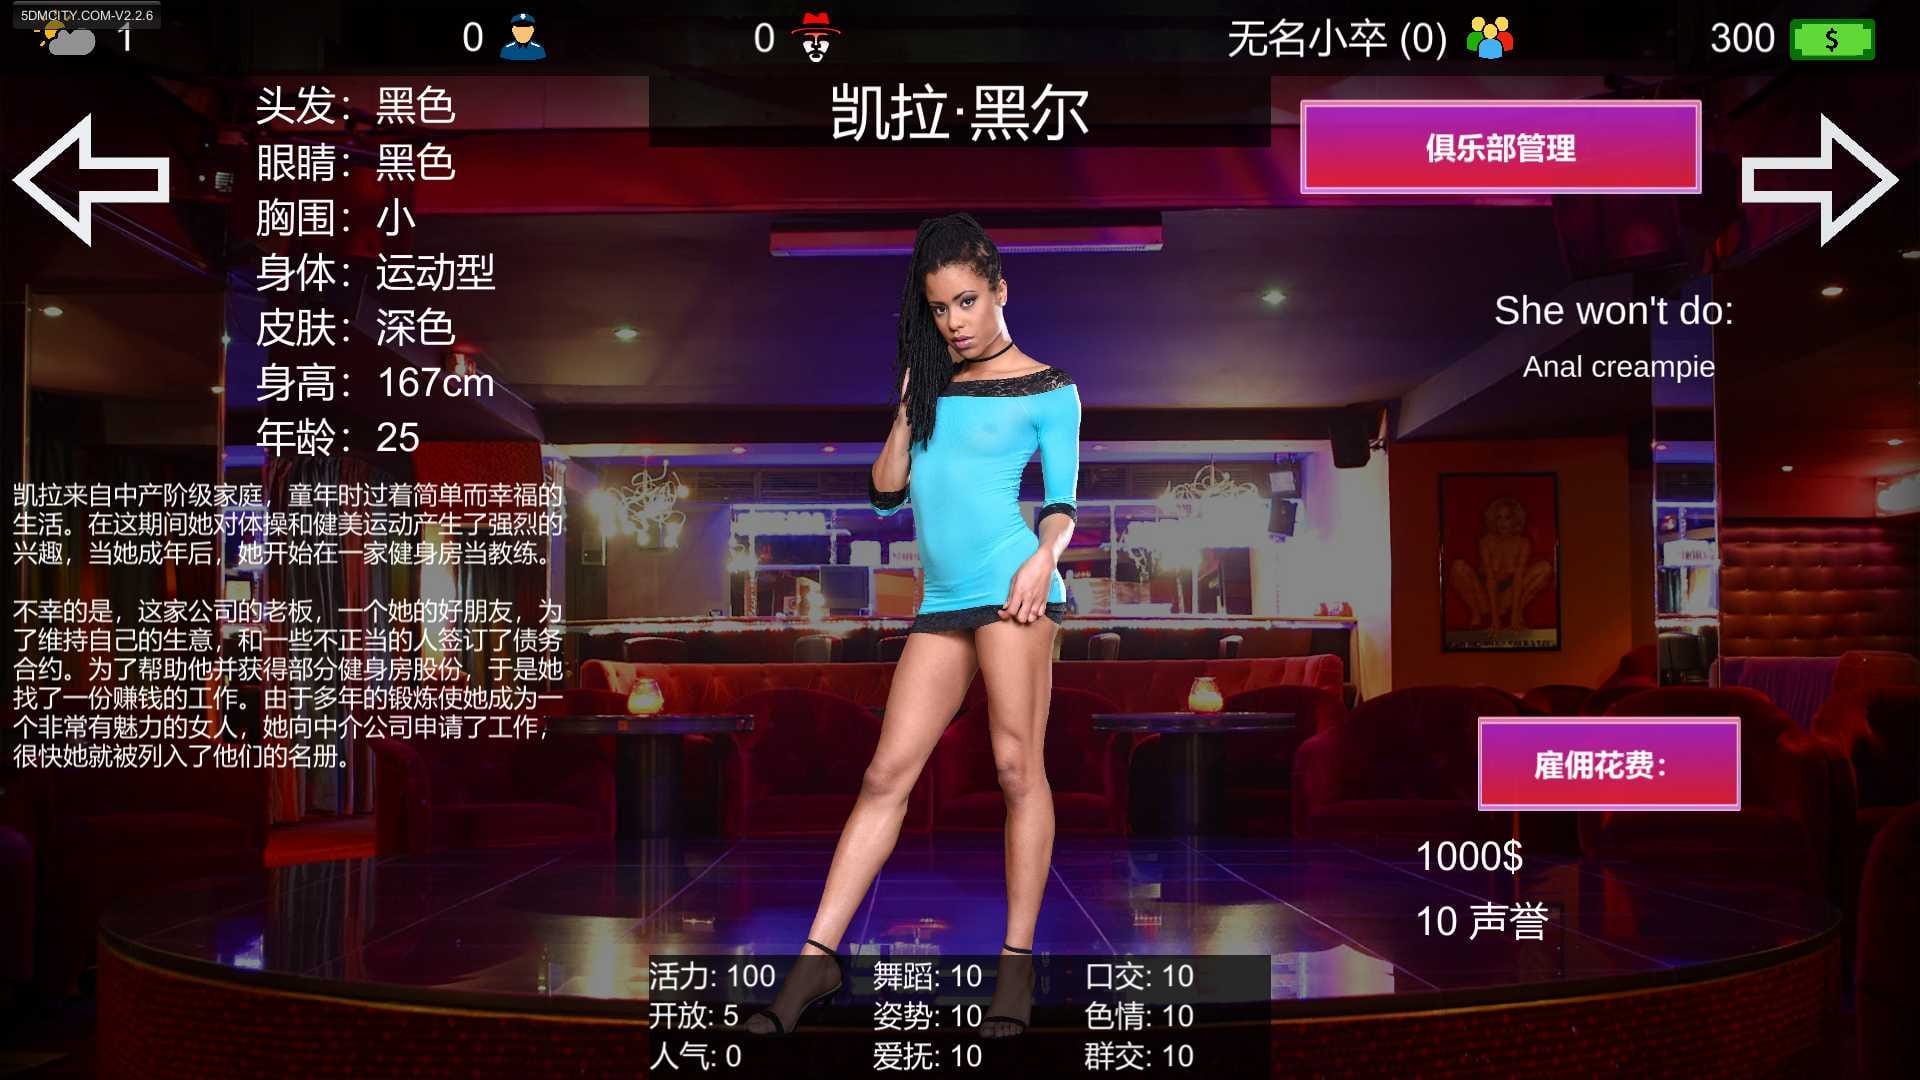 5DMCITY.COM-V2.2.6
1
0
0
无名小卒 (0)
300
凯拉·黑尔
头发：黑色
眼睛：黑色
胸围：小
身体：运动型
皮肤：深色
身高：167cm
年龄：25
凯拉来自中产阶级家庭，童年时过着简单而幸福的
生活。在这期间她对体操和健美运动产生了强烈的
兴趣，当她成年后，她开始在一家健身房当教练。
不幸的是，这家公司的老板，一个她的好朋友，为
了维持自己的生意，和一些不正当的人签订了债务
合约。为了帮助他并获得部分健身房股份，于是她
找了一份赚钱的工作。由于多年的锻炼使她成为一
个非常有魅力的女人，她向中介公司申请了工作，
很快她就被列入了他们的名册。
俱乐部管理
She won't do:
Anal creampie
雇佣花费：
1000$
10 声誉
活力: 100
舞蹈: 10
口交: 10
开放: 5
姿势: 10
色情: 10
人气: 0
爱抚: 10
群交: 10